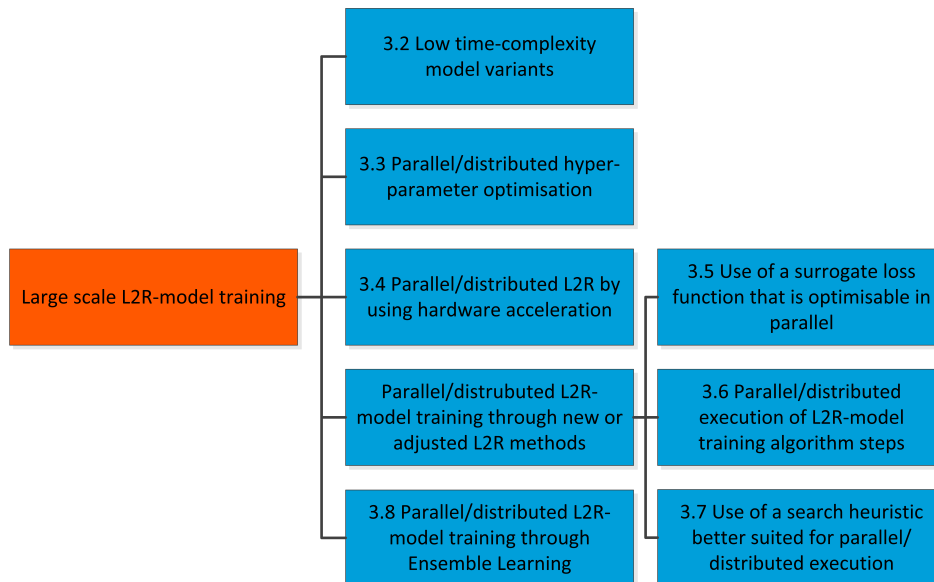 3.2 Low time-complexity
model variants
3.3 Parallel/distributed hyper-
parameter optimisation
Large scale L2R-model training
3.4 Parallel/distributed L2R by
using hardware acceleration
Parallel/distrubuted L2R-
model training through new or
adjusted L2R methods
3.8 Parallel/distributed L2R-
model training through
Ensemble Learning
3.5 Use of a surrogate loss
function that is optimisable in
parallel
3.6 Parallel/distributed
execution of L2R-model
training algorithm steps
3.7 Use of a search heuristic
better suited for parallel/
distributed execution